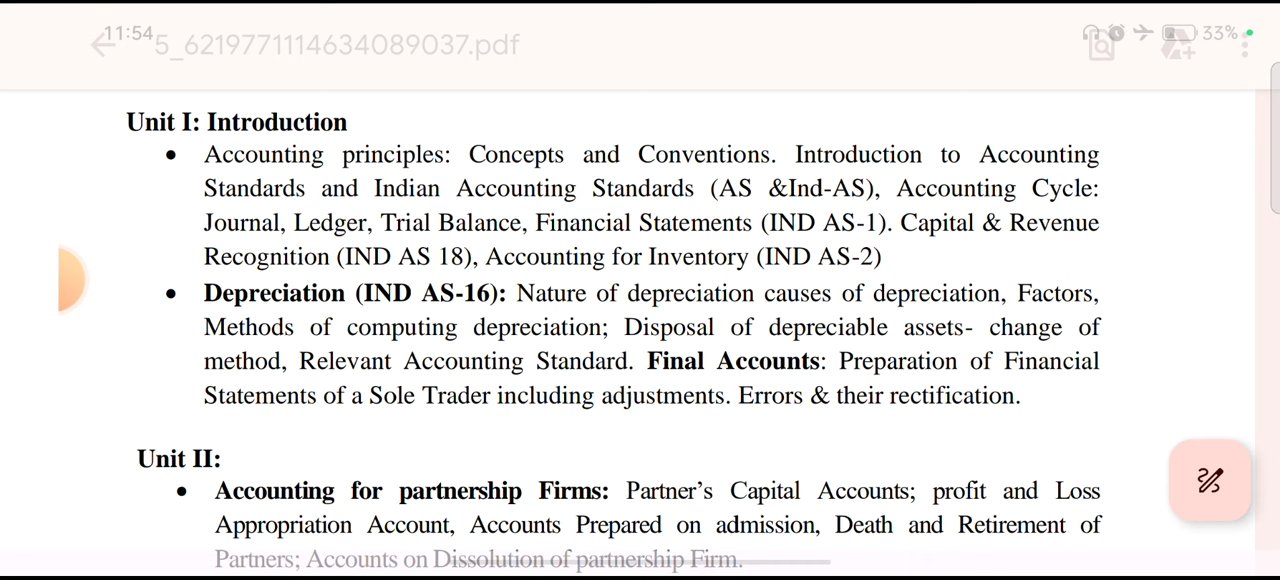 11:54
5_6219771114634089037.pdf
33%
Unit I: Introduction
• Accounting principles: Concepts and Conventions. Introduction to Accounting
Standards and Indian Accounting Standards (AS &Ind-AS), Accounting Cycle:
Journal, Ledger, Trial Balance, Financial Statements (IND AS-1). Capital & Revenue
Recognition (IND AS 18), Accounting for Inventory (IND AS-2)
• Depreciation (IND AS-16): Nature of depreciation causes of depreciation, Factors,
Methods of computing depreciation; Disposal of depreciable assets- change of
method, Relevant Accounting Standard. Final Accounts: Preparation of Financial
Statements of a Sole Trader including adjustments. Errors & their rectification.
Unit II:
• Accounting for partnership Firms: Partner’s Capital Accounts; profit and Loss
Appropriation Account, Accounts Prepared on admission, Death and Retirement of
Partners; Accounts on Dissolution of partnership Firm.